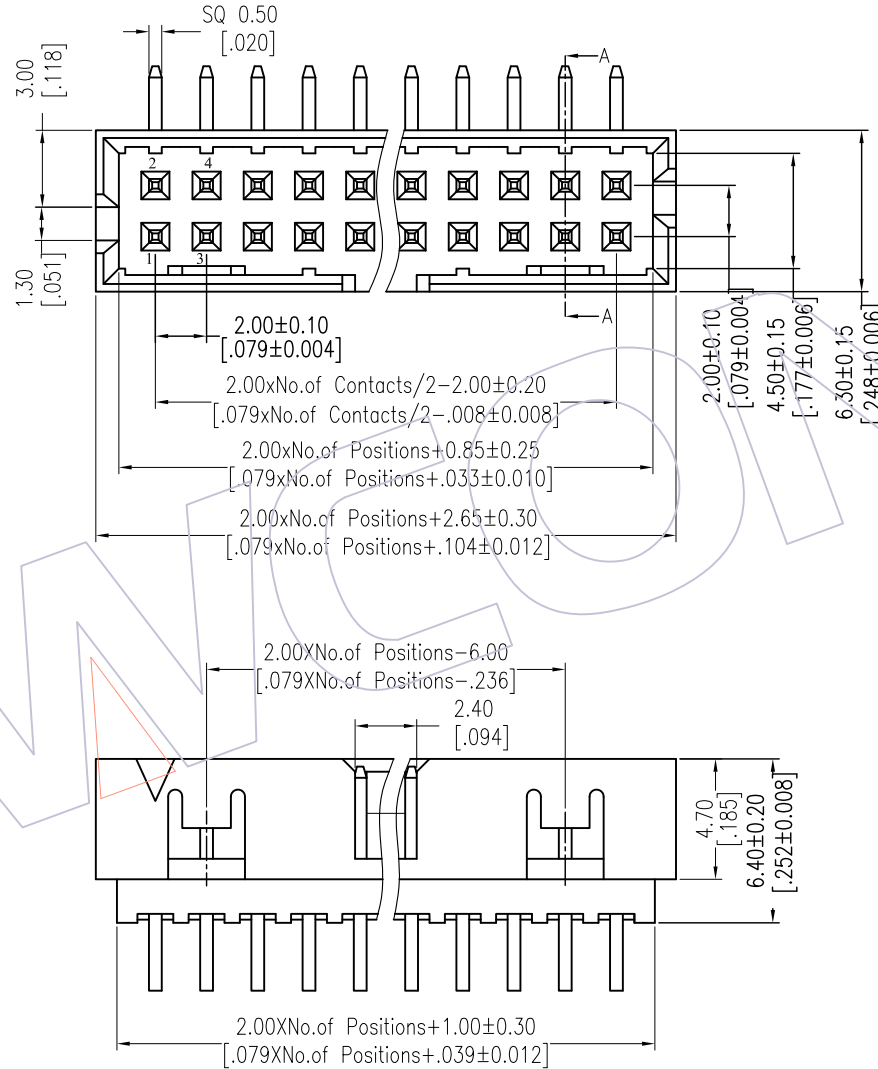 SQ 0.50
[.020]
3.00
[.118]
A
2
4
1
3
1.30
[.051]
A
2.00±0.10
[.079±0.004]
2.00±0.10
[.079±0.004]
4.50±0.15
[.177±0.006]
6.30±0.15
[.248±0.006]
2.00xNo.of Contacts/2-2.00±0.20
[.079xNo.of Contacts/2-.008±0.008]
2.00xNo.of Positions+0.85±0.25
[.079xNo.of Positions+.033±0.010]
2.00xNo.of Positions+2.65±0.30
[.079xNo.of Positions+.104±0.012]
WCON
2.00XNo.of Positions-6.00
[.079XNo.of Positions-.236]
2.40
[.094]
4.70
[.185]
6.40±0.20
[.252±0.008]
2.00XNo.of Positions+1.00±0.30
[.079XNo.of Positions+.039±0.012]